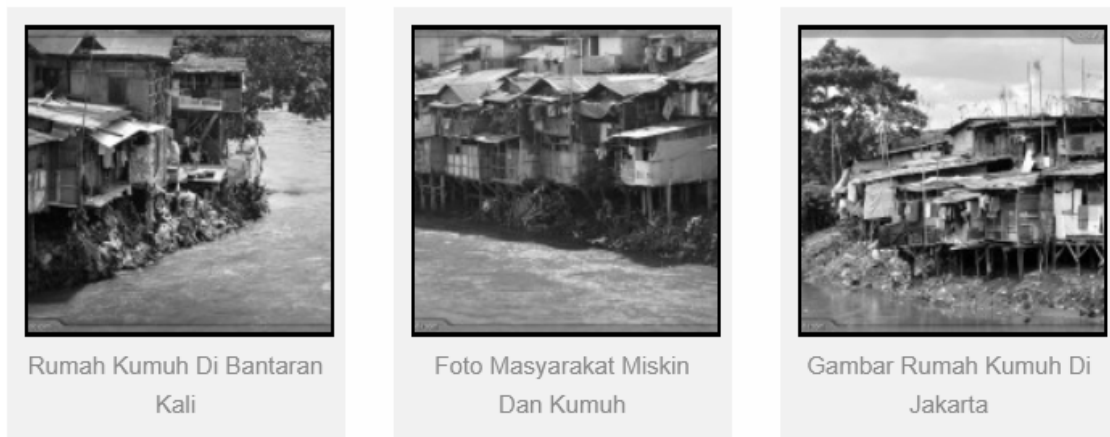 Rumah Kumuh Di Bantaran
Kali
Foto Masyarakat Miskin
Dan Kumuh
Gambar Rumah Kumuh Di
Jakarta